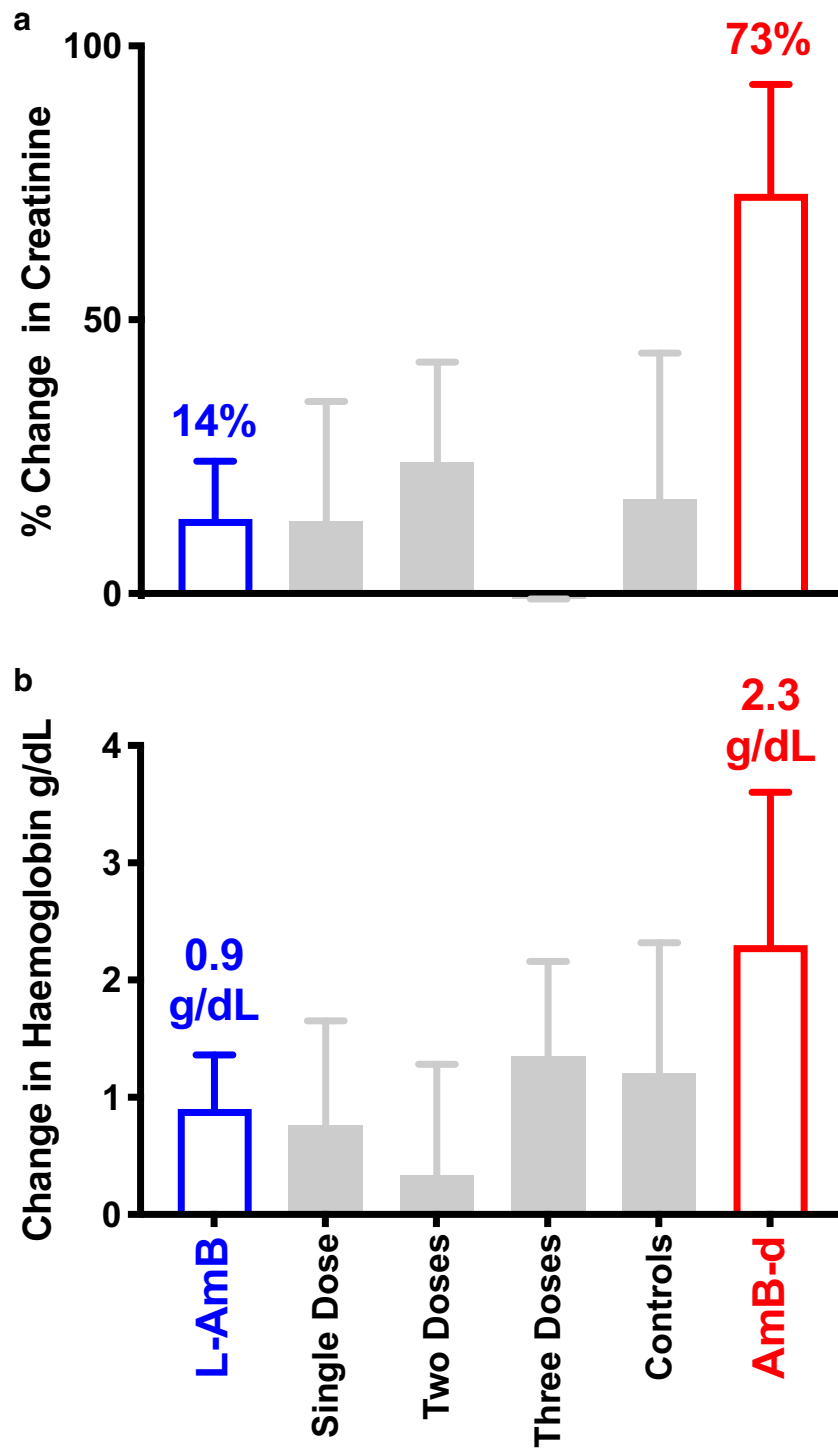 a
% Change in Creatinine
100
50
0
14%
73%
b
Change in Haemoglobin g/dL
4
3
2
1
0
0.9
g/dL
2.3
g/dL
L-AmB
Single Dose
Two Doses
Three Doses
Controls
AmB-d